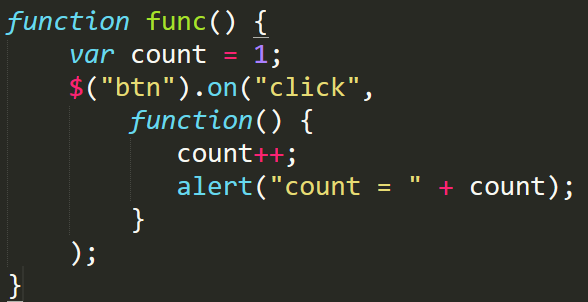 function func() {
    var count = 1;
    $("btn").on("click",
        function() {
           count++;
           alert("count = " + count);
        }
    );
}